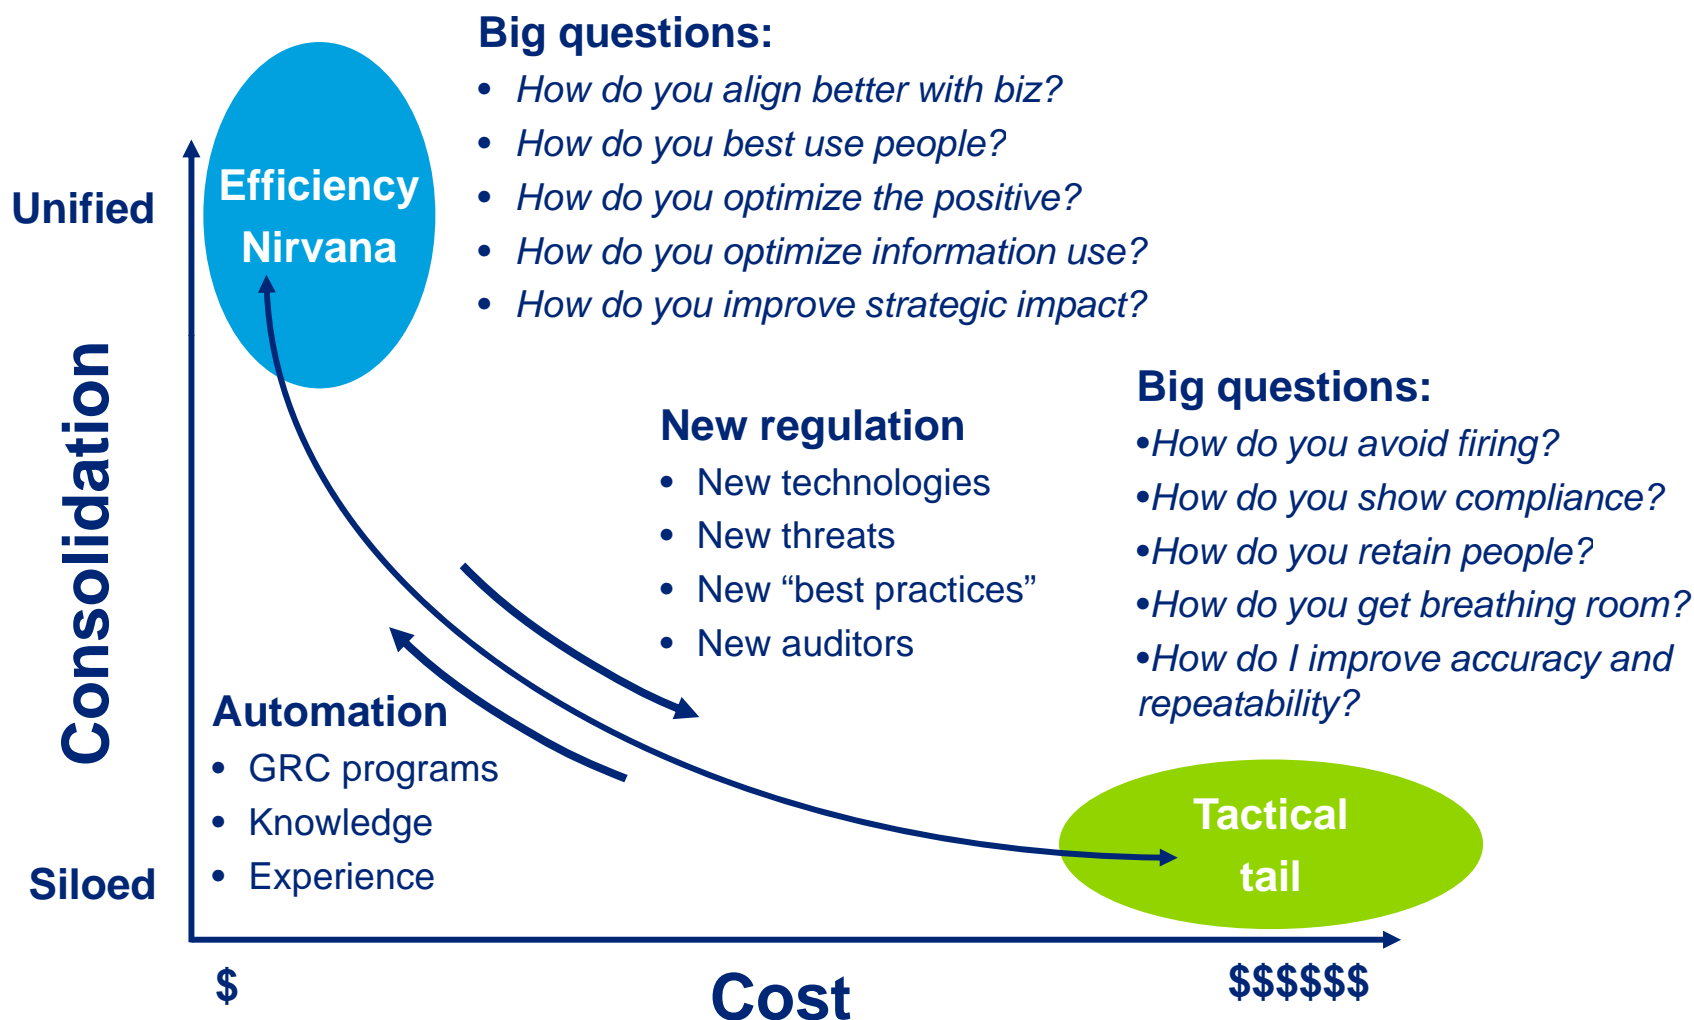 Big questions:
• How do you align better with biz?
• How do you best use people?
• How do you optimize the positive?
• How do you optimize information use?
• How do you improve strategic impact?
Efficiency
Nirvana
Unified
Consolidation
Siloed
New regulation
• New technologies
• New threats
• New “best practices”
• New auditors
Big questions:
•How do you avoid firing?
•How do you show compliance?
•How do you retain people?
•How do you get breathing room?
•How do I improve accuracy and
repeatability?
Automation
• GRC programs
• Knowledge
• Experience
Tactical
tail
$
Cost
$$$$$$